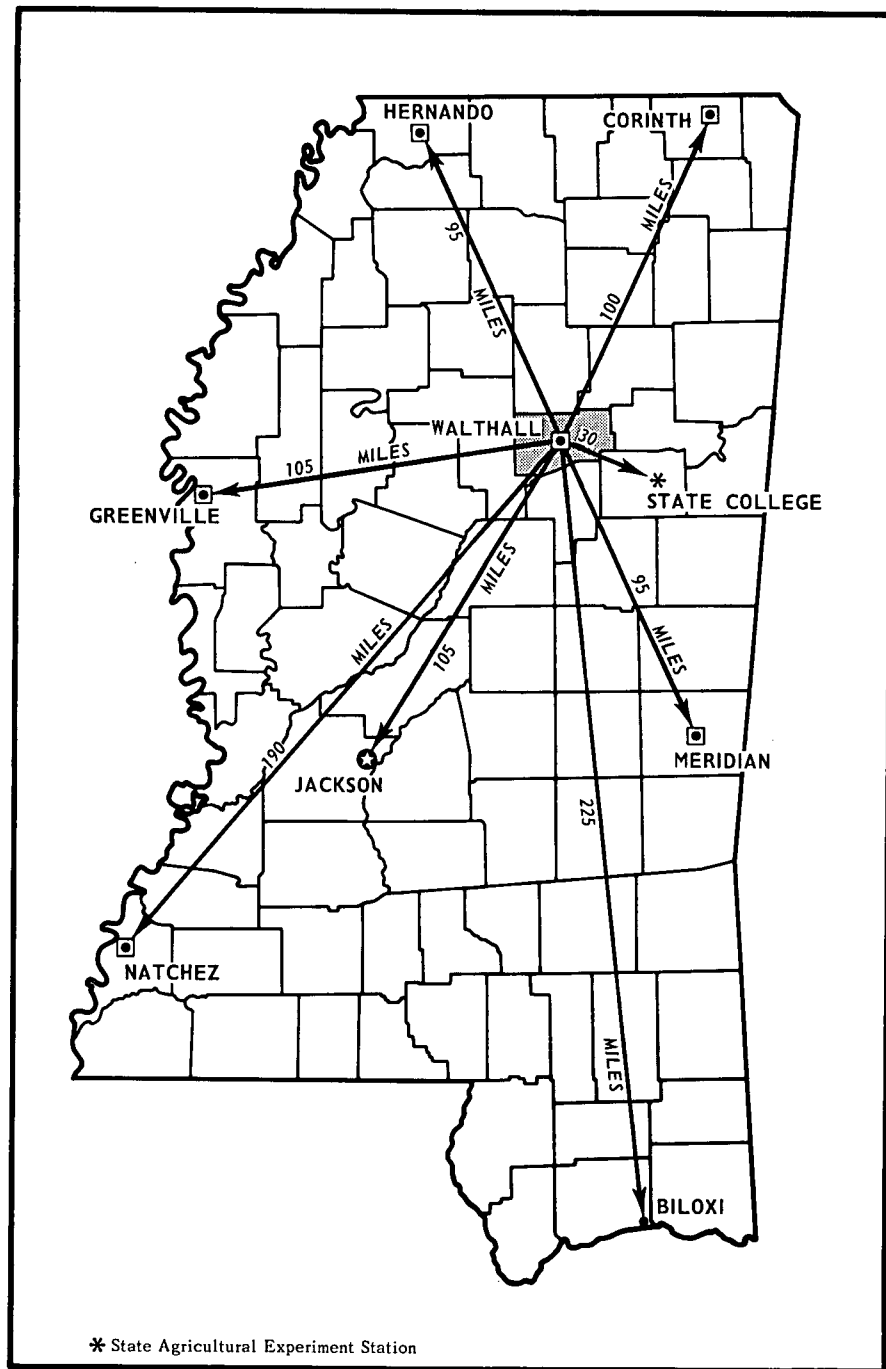 HERNANDO
CORINTH
95 MILES
100 MILES
WALTHALL
30
105 MILES
GREENVILLE
STATE COLLEGE
MILES
105
95 MILES
190 MILES
JACKSON
MERIDIAN
225 MILES
NATCHEZ
BILOXI
* State Agricultural Experiment Station